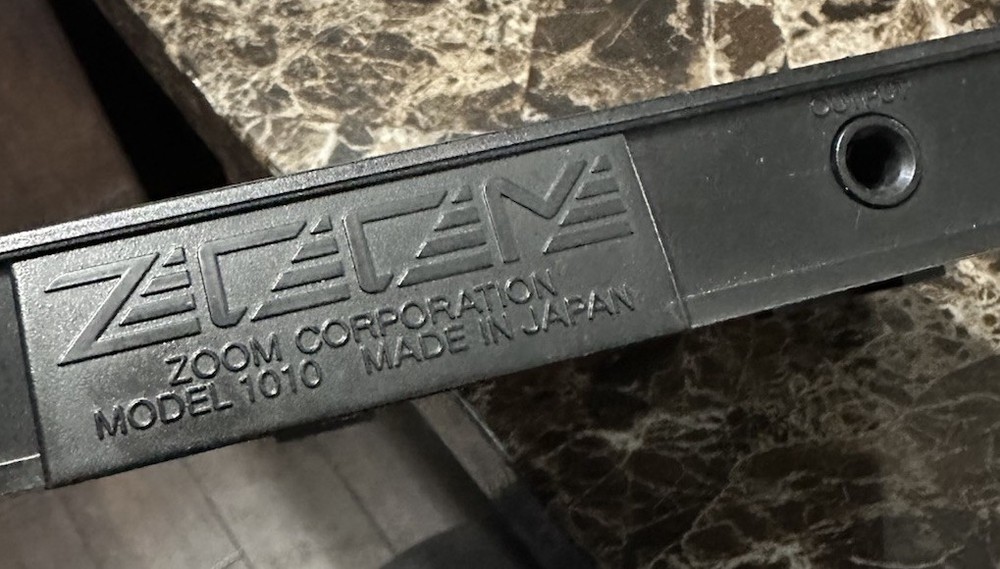 ZOOM
ZOOM CORPORATION
MODEL 1010 MADE IN JAPAN
OUTPUT